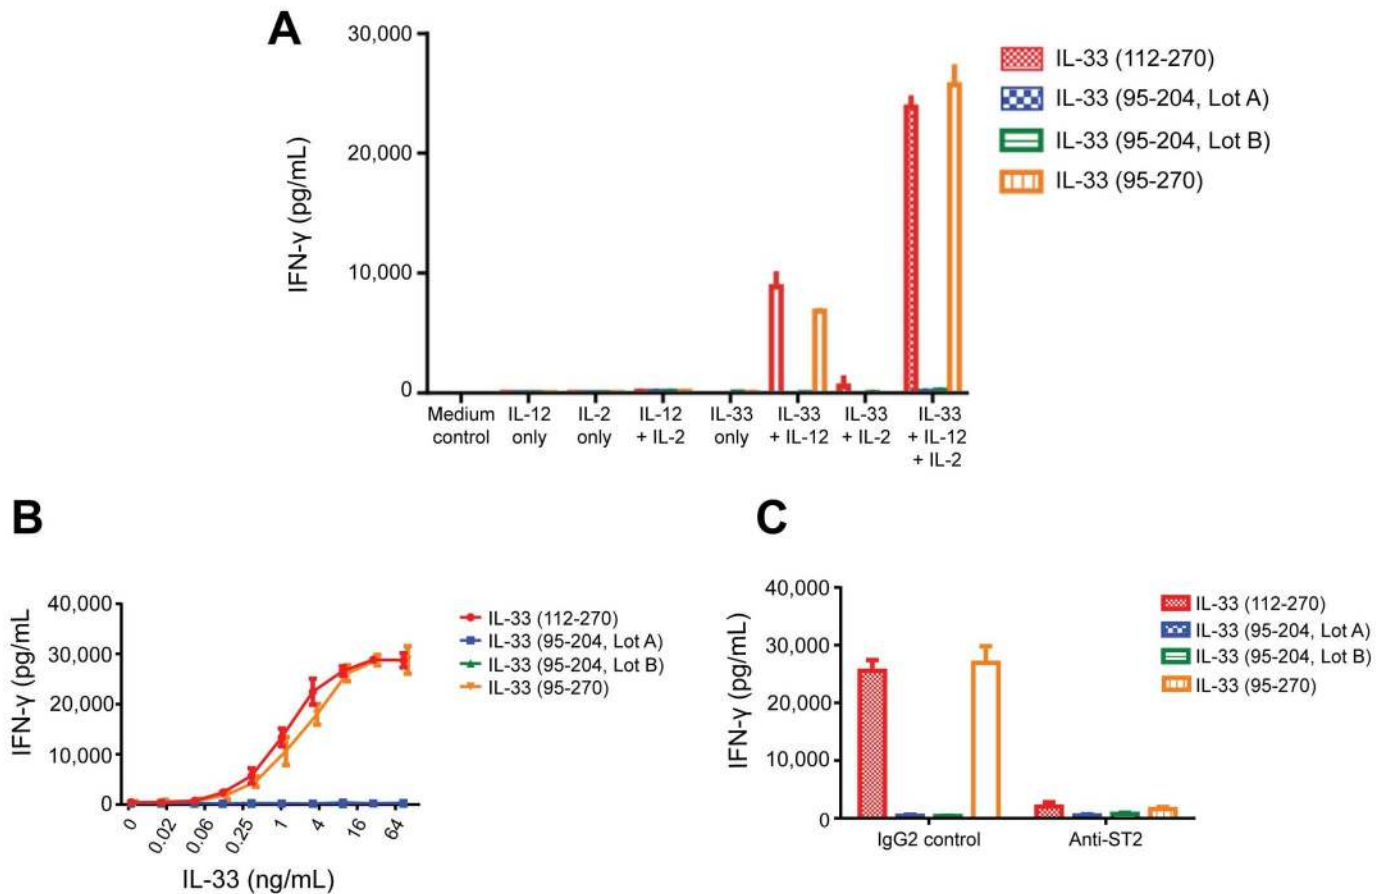 A
30,000
20,000
10,000
0
IFN-γ (pg/mL)
Medium control
IL-12 only
IL-2 only
IL-12 + IL-2
IL-33 only
IL-33 + IL-12
IL-33 + IL-2
IL-33 + IL-12 + IL-2
IL-33 (112-270)
IL-33 (95-204, Lot A)
IL-33 (95-204, Lot B)
IL-33 (95-270)
B
40,000
30,000
20,000
10,000
0
IFN-γ (pg/mL
0 0.02 0.06 0.25 1 4 16 64
IL-33 (ng/mL)
IL-33 (112-270)
IL-33 (95-204, Lot A)
IL-33 (95-204, Lot B)
IL-33 (95-270)
C
40,000
30,000
20,000
10,000
0
IFN-γ (pg/mL)
IgG2 control
Anti-ST2
IL-33 (112-270)
IL-33 (95-204, Lot A)
IL-33 (95-204, Lot B)
IL-33 (95-270)